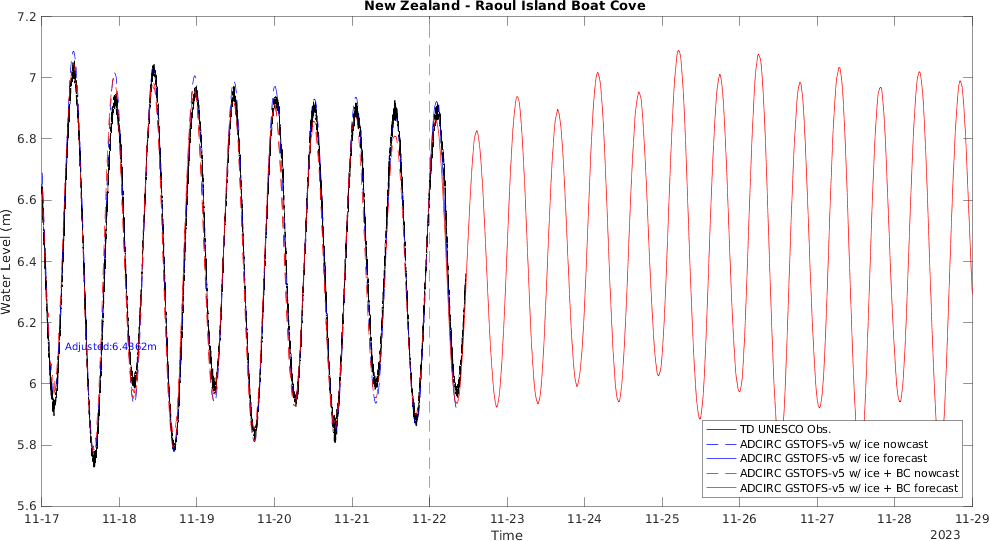 New Zealand - Raoul Island Boat Cove
7.2
7
6.8
6.6
6.4
6.2
6
5.8
5.6
Water Level (m)
Adjusted:6.4362m
TD UNESCO Obs.
ADCIRC GSTOFS-v5 w/ ice nowcast
ADCIRC GSTOFS-v5 w/ ice forecast
ADCIRC GSTOFS-v5 w/ ice + BC nowcast
ADCIRC GSTOFS-v5 w/ ice + BC forecast
11-17 11-18 11-19 11-20 11-21 11-22 11-23 11-24 11-25 11-26 11-27 11-28 11-29
Time
2023